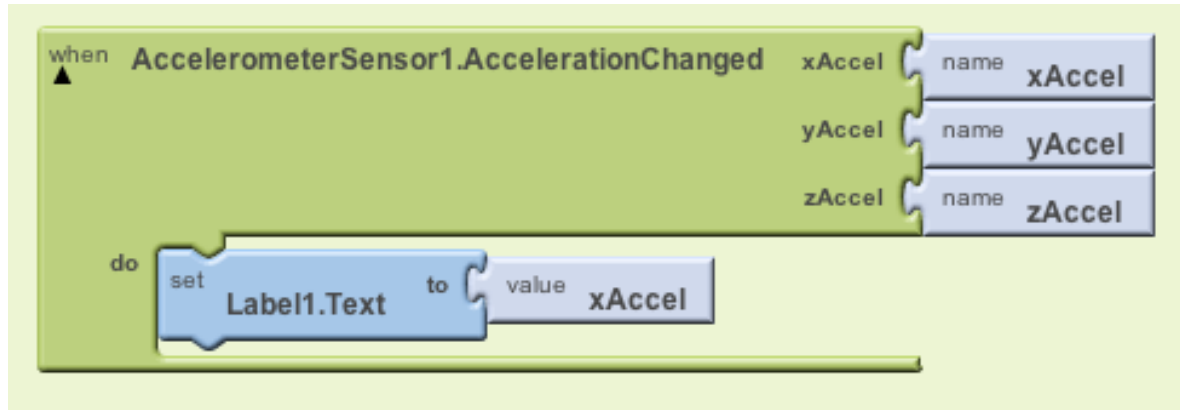 when AccelerometerSensor1.AccelerationChanged xAccel name xAccel
yAccel name yAccel
zAccel name zAccel
do set Label1.Text to value xAccel